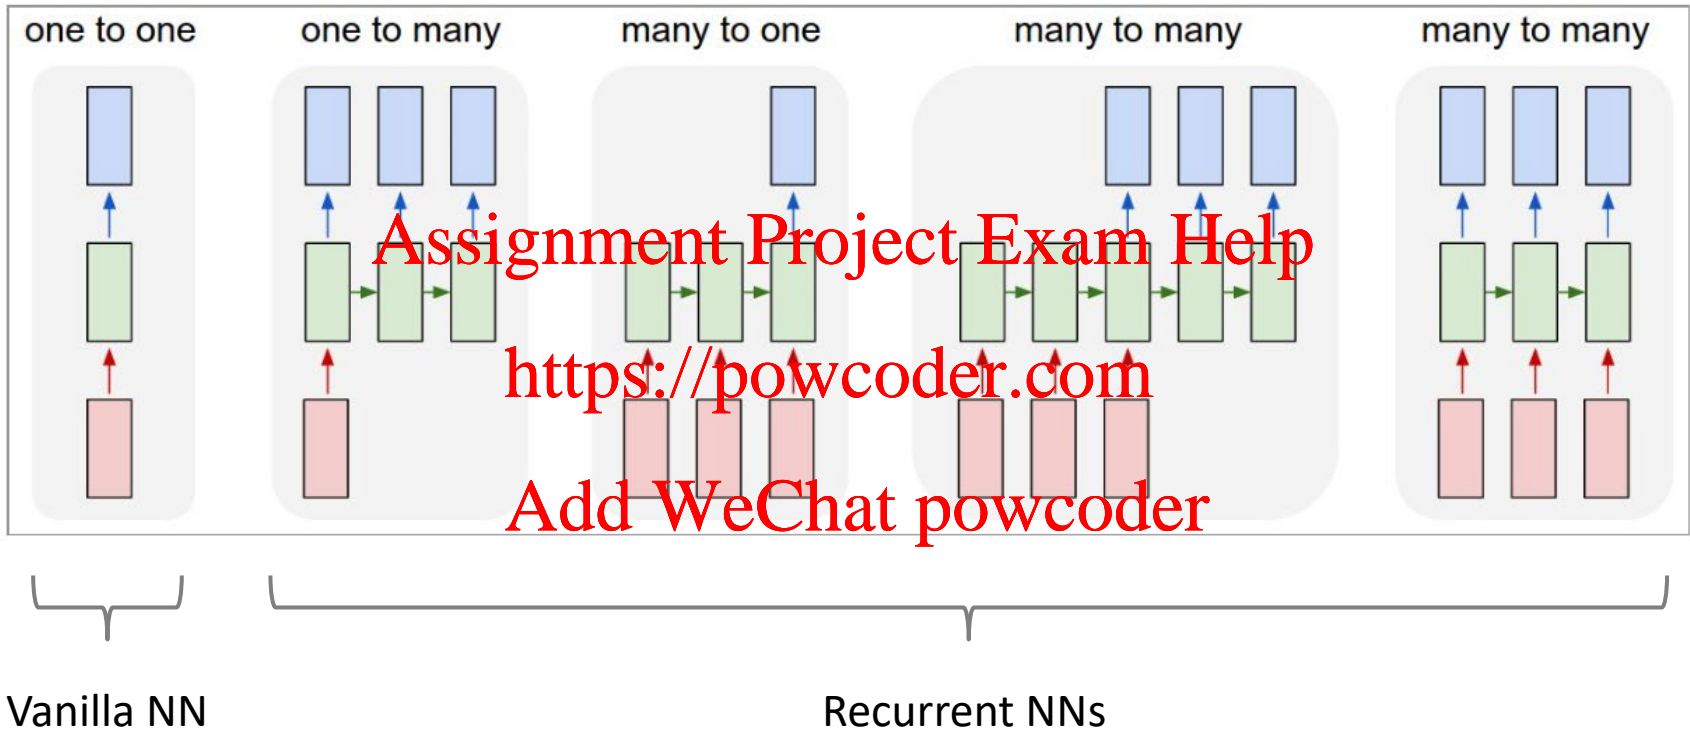 one to one one to many many to one many to many many to many
Assignment Project Exam Help
https://powcoder.com
Add WeChat powcoder
Vanilla NN Recurrent NNs